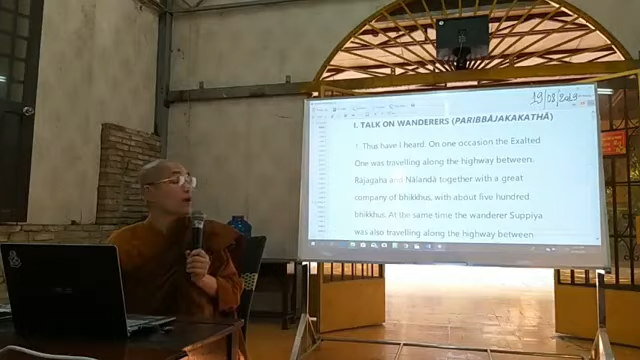 19/08/2019
I. TALK ON WANDERERS (PARIBBĀJAKAKATHĀ)
1. Thus have I heard. On one occasion the Exalted
One was travelling along the highway between.
Rājagaha and Nālandā together with a great
company of bhikkhus, with about five hundred
bhikkhus. At the same time the wanderer Suppiya
was also travelling along the highway between